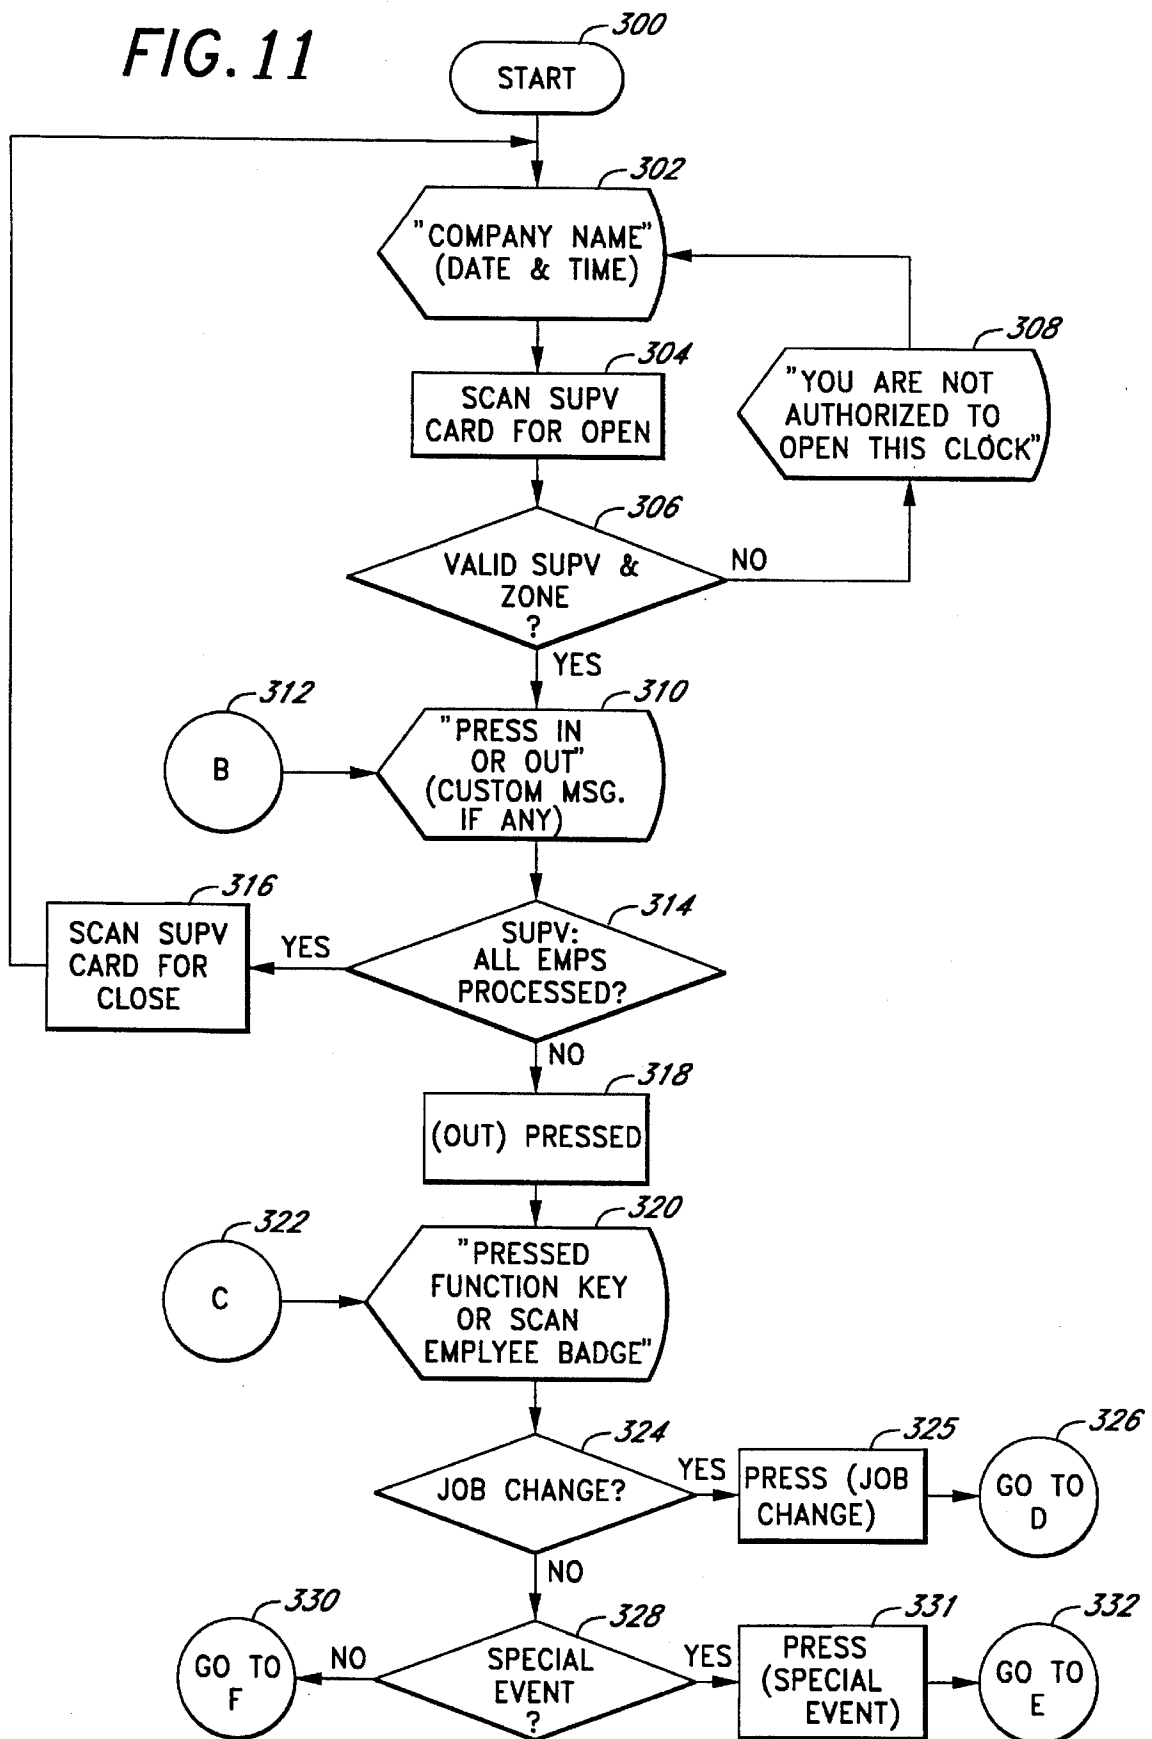 FIG. 11
300
START
302
"COMPANY NAME"
(DATE & TIME)
308
"YOU ARE NOT
AUTHORIZED TO
OPEN THIS CLOCK"
304
SCAN SUPV
CARD FOR OPEN
306
VALID SUPV &
ZONE
?
NO
YES
312
B
310
"PRESS IN
OR OUT"
(CUSTOM MSG.
IF ANY)
316
SCAN SUPV
CARD FOR
CLOSE
YES
314
SUPV:
ALL EMPS
PROCESSED?
NO
318
(OUT) PRESSED
322
C
320
"PRESSED
FUNCTION KEY
OR SCAN
EMPLYEE BADGE"
324
JOB CHANGE?
YES
325
PRESS (JOB
CHANGE)
326
GO TO
D
NO
330
GO TO
F
NO
328
SPECIAL
EVENT
?
YES
331
PRESS
(SPECIAL
EVENT)
332
GO TO
E